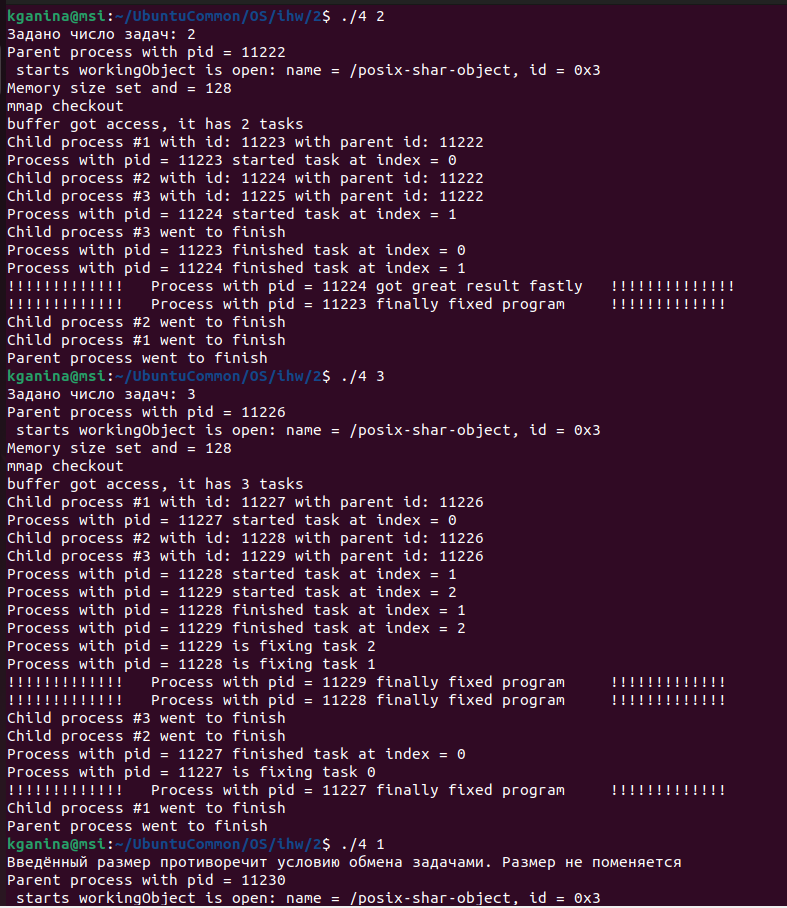 kganina@msi:~/UbuntuCommon/OS/ihw/2$ ./4 2
Задано число задач: 2
Parent process with pid = 11222
 starts workingObject is open: name = /posix-shar-object, id = 0x3
Memory size set and = 128
mmap checkout
buffer got access, it has 2 tasks
Child process #1 with id: 11223 with parent id: 11222
Process with pid = 11223 started task at index = 0
Child process #2 with id: 11224 with parent id: 11222
Child process #3 with id: 11225 with parent id: 11222
Process with pid = 11224 started task at index = 1
Child process #3 went to finish
Process with pid = 11223 finished task at index = 0
Process with pid = 11224 finished task at index = 1
!!!!!!!!!!!!!   Process with pid = 11224 got great result fastly   !!!!!!!!!!!!!!
!!!!!!!!!!!!!   Process with pid = 11223 finally fixed program     !!!!!!!!!!!!!
Child process #2 went to finish
Child process #1 went to finish
Parent process went to finish
kganina@msi:~/UbuntuCommon/OS/ihw/2$ ./4 3
Задано число задач: 3
Parent process with pid = 11226
 starts workingObject is open: name = /posix-shar-object, id = 0x3
Memory size set and = 128
mmap checkout
buffer got access, it has 3 tasks
Child process #1 with id: 11227 with parent id: 11226
Process with pid = 11227 started task at index = 0
Child process #2 with id: 11228 with parent id: 11226
Child process #3 with id: 11229 with parent id: 11226
Process with pid = 11228 started task at index = 1
Process with pid = 11229 started task at index = 2
Process with pid = 11228 finished task at index = 1
Process with pid = 11229 finished task at index = 2
Process with pid = 11229 is fixing task 2
Process with pid = 11228 is fixing task 1
!!!!!!!!!!!!!   Process with pid = 11229 finally fixed program     !!!!!!!!!!!!!
!!!!!!!!!!!!!   Process with pid = 11228 finally fixed program     !!!!!!!!!!!!!
Child process #3 went to finish
Child process #2 went to finish
Process with pid = 11227 finished task at index = 0
Process with pid = 11227 is fixing task 0
!!!!!!!!!!!!!   Process with pid = 11227 finally fixed program     !!!!!!!!!!!!!
Child process #1 went to finish
Parent process went to finish
kganina@msi:~/UbuntuCommon/OS/ihw/2$ ./4 1
Введённый размер противоречит условию обмена задачами. Размер не поменяется
Parent process with pid = 11230
 starts workingObject is open: name = /posix-shar-object, id = 0x3